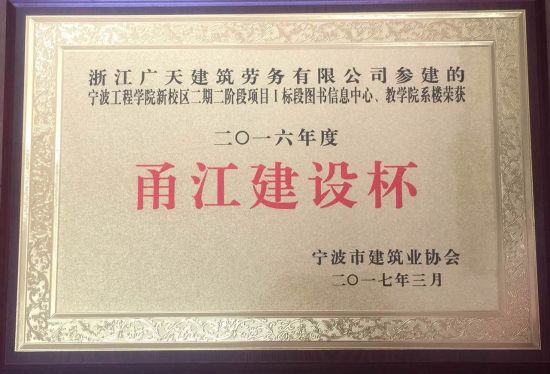 浙江广天建筑劳务有限公司参建的
宁波工程学院新校区二期二阶段项目Ⅰ标段图书信息中心、教学院系楼荣获
二〇一六年度
甬江建设杯
宁波市建筑业协会
二〇一七年三月